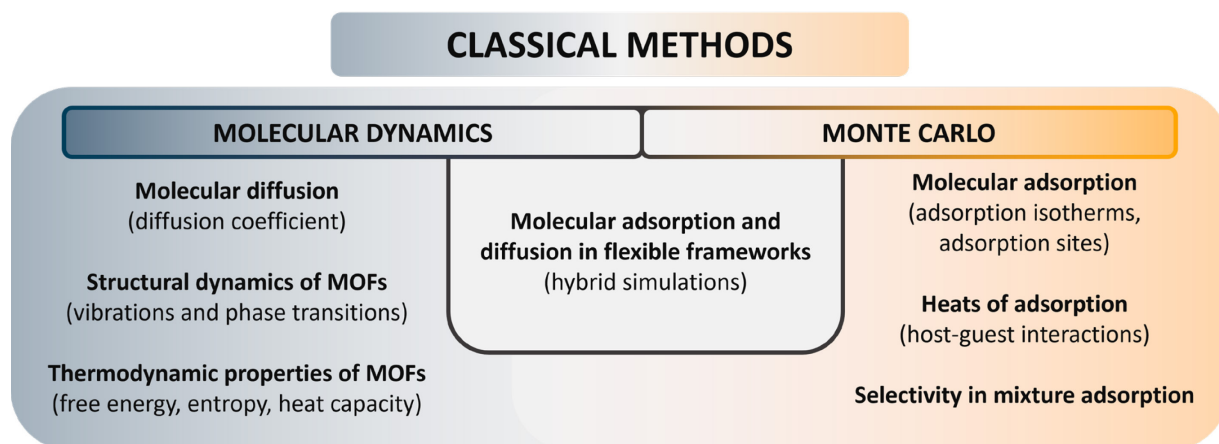 CLASSICAL METHODS
MOLECULAR DYNAMICS
Molecular diffusion
(diffusion coefficient)
Structural dynamics of MOFs
(vibrations and phase transitions)
Thermodynamic properties of MOFs
(free energy, entropy, heat capacity)
Molecular adsorption and
diffusion in flexible frameworks
(hybrid simulations)
MONTE CARLO
Molecular adsorption
(adsorption isotherms,
adsorption sites)
Heats of adsorption
(host-guest interactions)
Selectivity in mixture adsorption